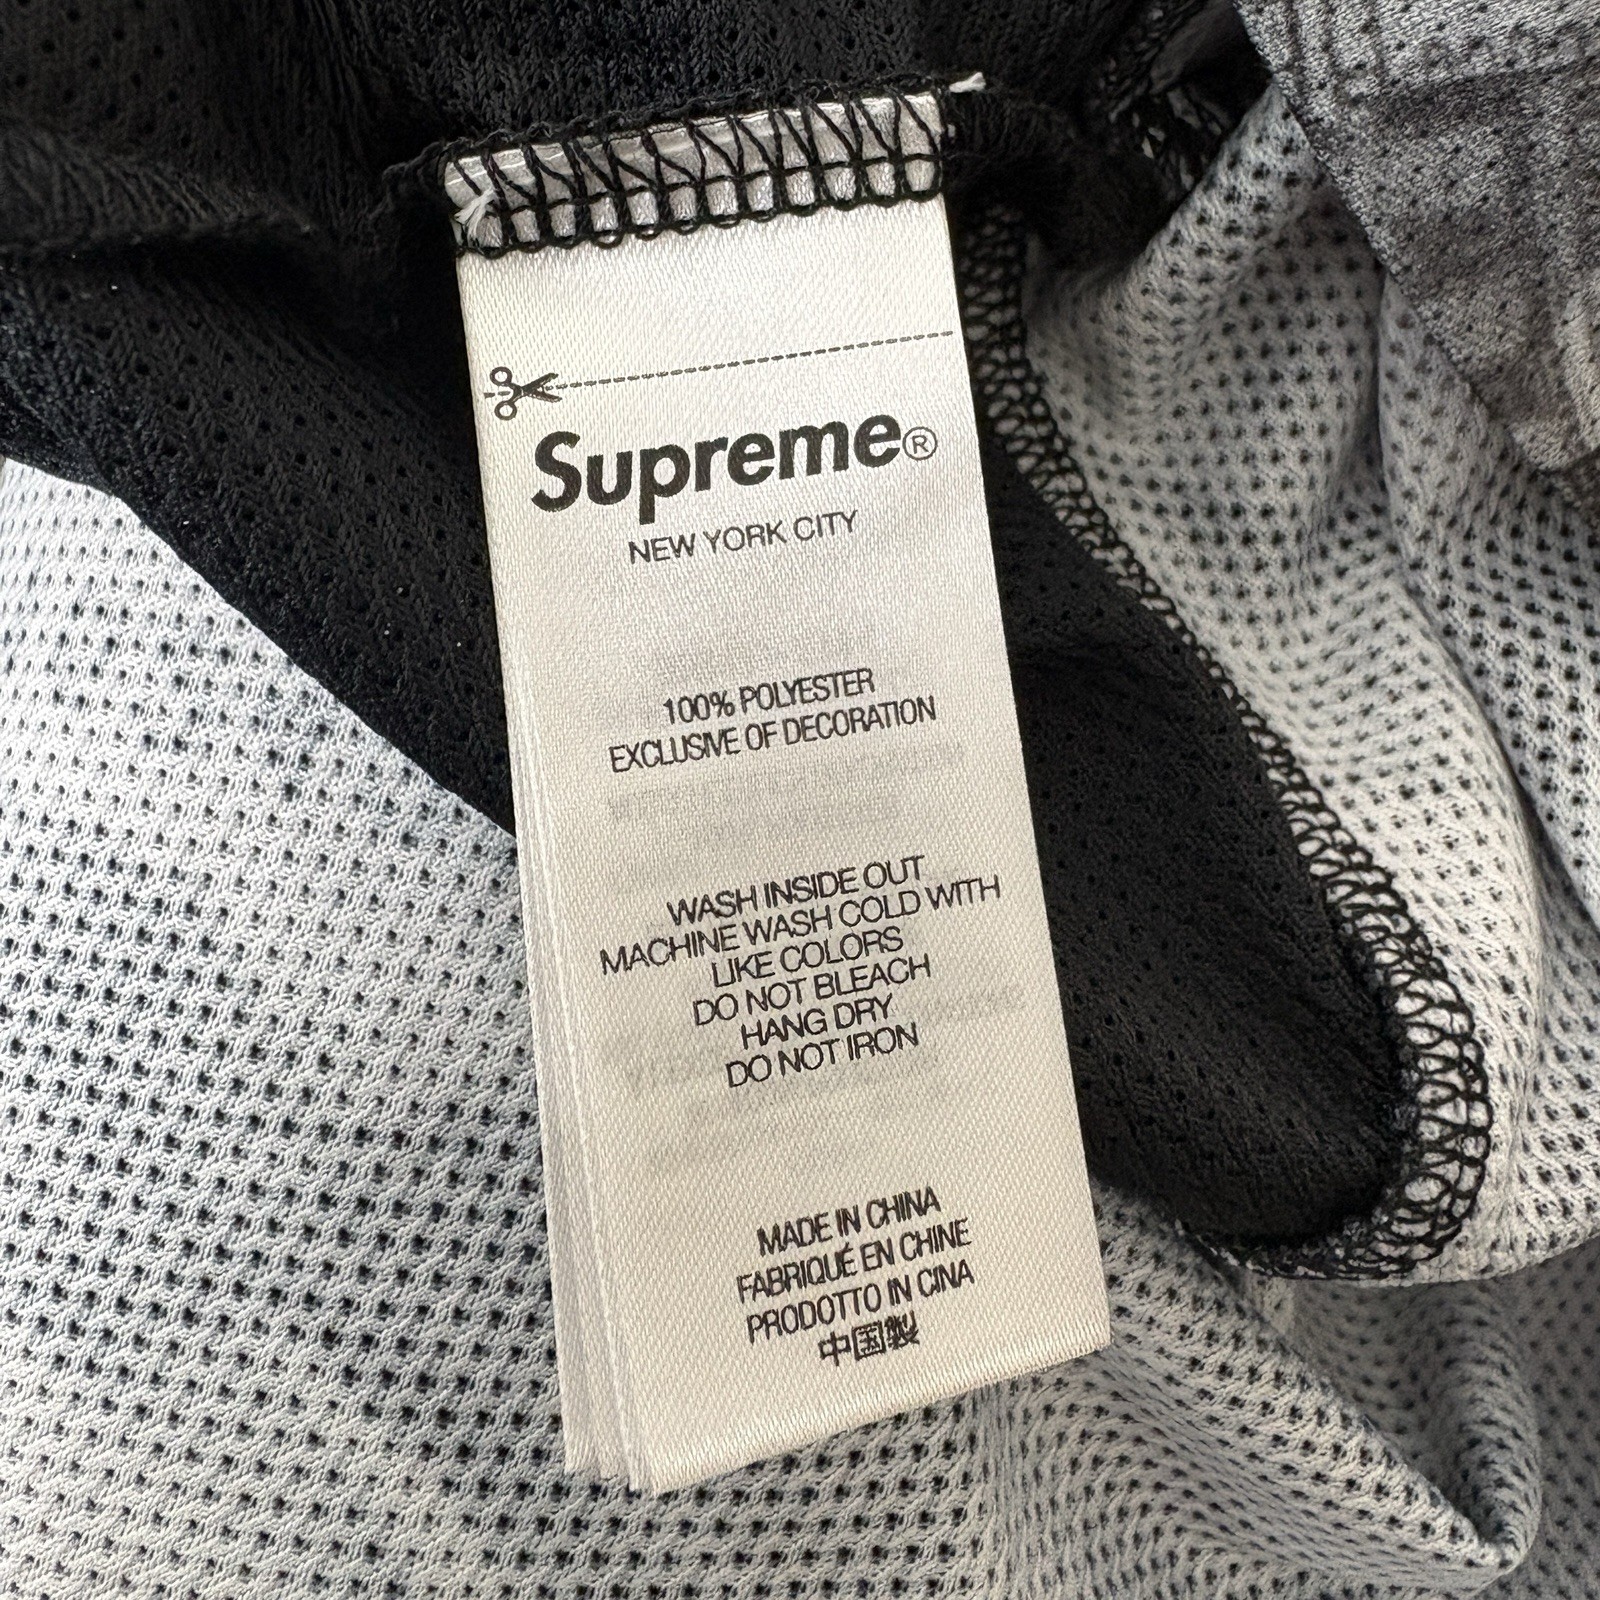 Supreme®
NEW YORK CITY
100% POLYESTER
EXCLUSIVE OF DECORATION
WASH INSIDE OUT
MACHINE WASH COLD WITH
LIKE COLORS
DO NOT BLEACH
HANG DRY
DO NOT IRON
MADE IN CHINA
FABRIQUÉ EN CHINE
PRODOTTO IN CINA
中国製